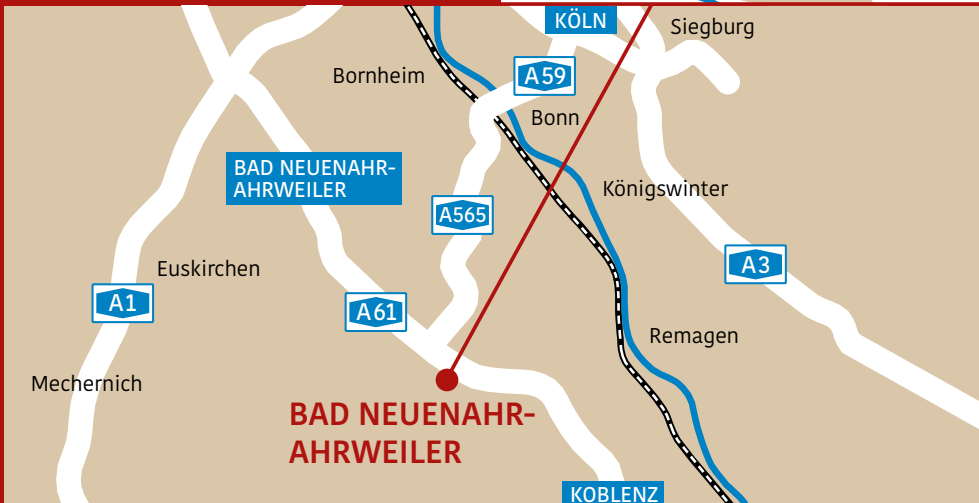 KÖLN
Siegburg
Bornheim
A59
Bonn
BAD NEUENAHR-
AHRWEILER
Königswinter
A565
Euskirchen
A3
A1
A61
Remagen
Mechernich
BAD NEUENAHR-
AHRWEILER
KOBLENZ